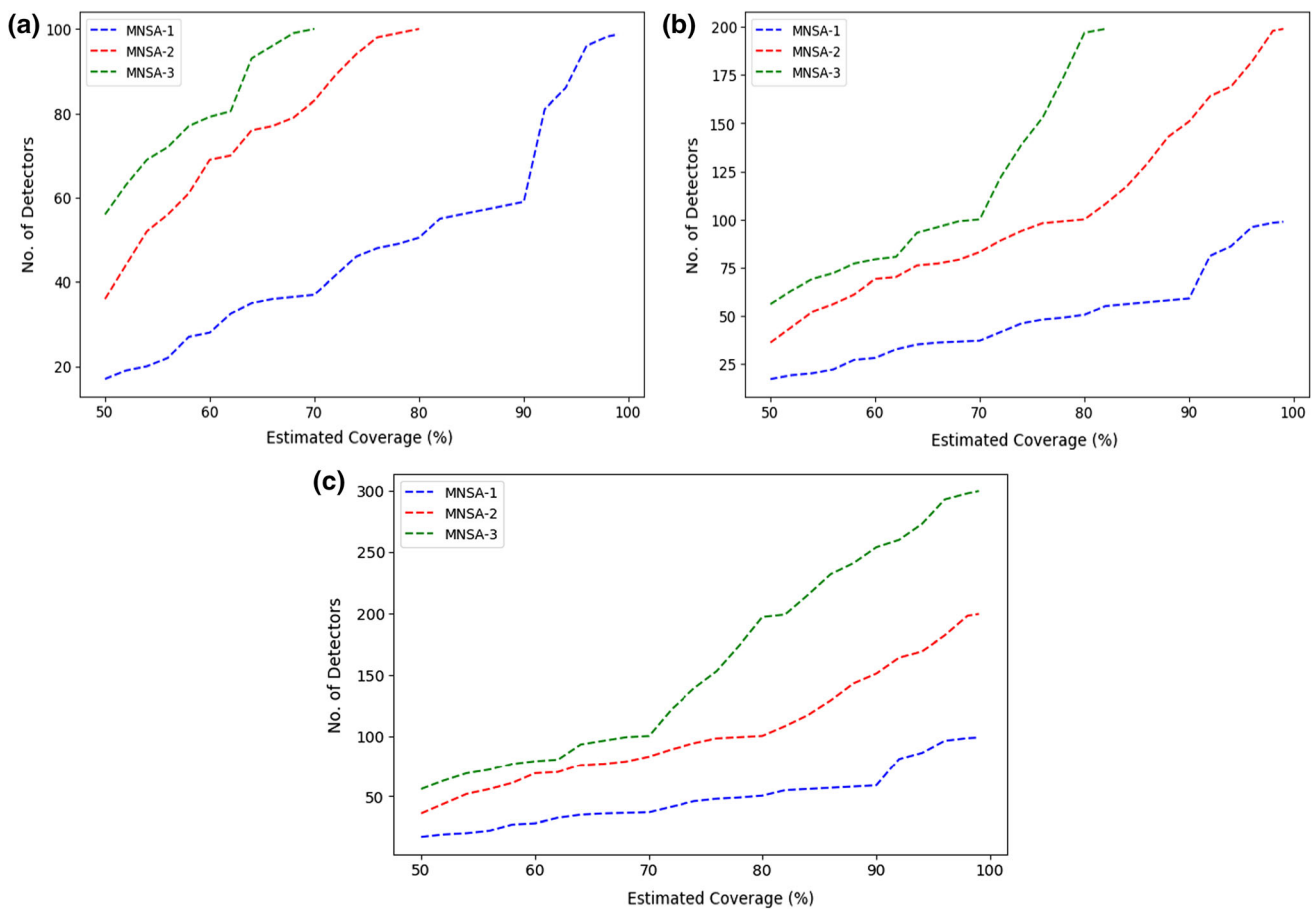 (a)
MNSA-1
MNSA-2
MNSA-3
No. of Detectors
100
80
60
40
20
50 60 70 80 90 100
Estimated Coverage (%)
(b)
MNSA-1
MNSA-2
MNSA-3
No. of Detectors
200
175
150
125
100
75
50
25
50 60 70 80 90 100
Estimated Coverage (%)
(c)
MNSA-1
MNSA-2
MNSA-3
No. of Detectors
300
250
200
150
100
50
50 60 70 80 90 100
Estimated Coverage (%)